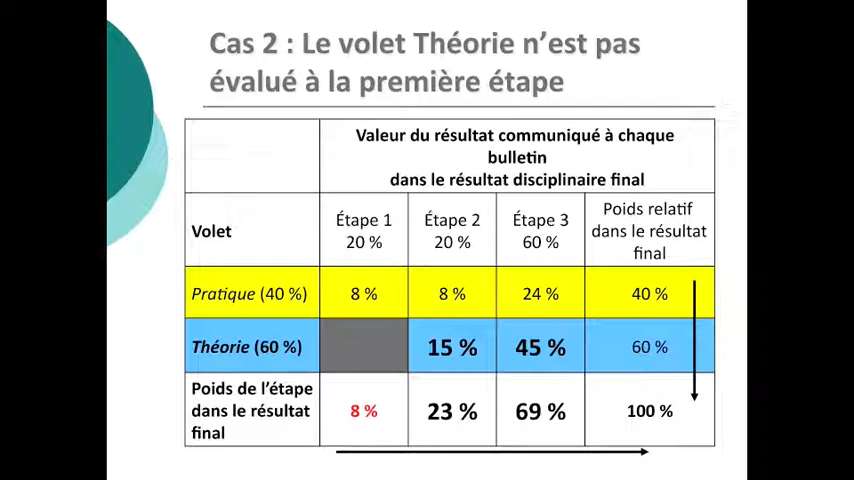 Cas 2 : Le volet Théorie n'est pas
évalué à la première étape
Valeur du résultat communiqué à chaque
bulletin
dans le résultat disciplinaire final
Volet
Étape 1
20 %
Étape 2
20 %
Étape 3
60 %
Poids relatif
dans le résultat
final
Pratique (40 %)
8 %
8 %
24 %
40 %
Théorie (60 %)
15 %
45 %
60 %
Poids de l'étape
dans le résultat
final
8 %
23 %
69 %
100 %